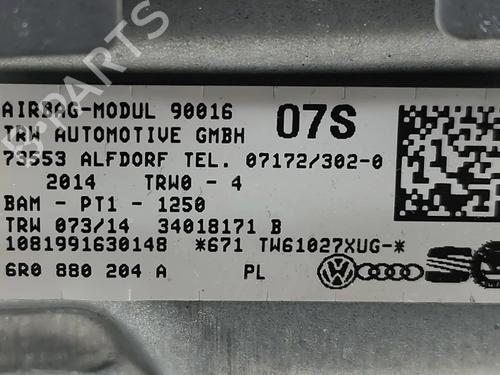 AIRBAG-MODUL 90016 07S
TRW AUTOMOTIVE GMBH
73553 ALFDORF TEL. 07172/302-0
2014 TRW0 - 4
BAM - PT1 - 1250
TRW 073/14 34018171 B
1081991630148 *671 TW61027XUG-*
6R0 880 204 A PL
B-PARTS